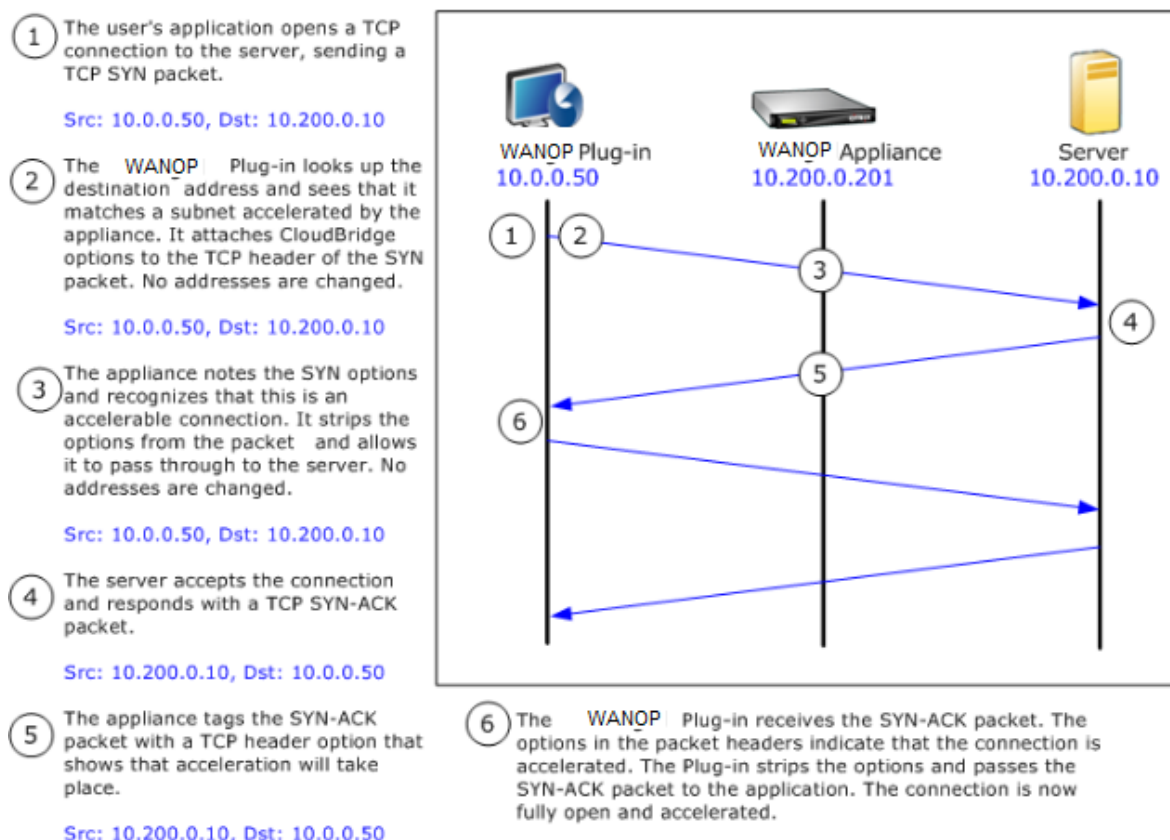 1
The user's application opens a TCP
connection to the server, sending a
TCP SYN packet.
Src: 10.0.0.50, Dst: 10.200.0.10
2
The WANOP Plug-in looks up the
destination address and sees that it
matches a subnet accelerated by the
appliance. It attaches CloudBridge
options to the TCP header of the SYN
packet. No addresses are changed.
Src: 10.0.0.50, Dst: 10.200.0.10
3
The appliance notes the SYN options
and recognizes that this is an
accelerable connection. It strips the
options from the packet and allows
it to pass through to the server. No
addresses are changed.
Src: 10.0.0.50, Dst: 10.200.0.10
4
The server accepts the connection
and responds with a TCP SYN-ACK
packet.
Src: 10.200.0.10, Dst: 10.0.0.50
5
The appliance tags the SYN-ACK
packet with a TCP header option that
shows that acceleration will take
place.
Src: 10.200.0.10, Dst: 10.0.0.50
WANOP Plug-in
10.0.0.50
WANOP Appliance
10.200.0.201
Server
10.200.0.10
1
2
3
4
5
6
6
The WANOP Plug-in receives the SYN-ACK packet. The
options in the packet headers indicate that the connection is
accelerated. The Plug-in strips the options and passes the
SYN-ACK packet to the application. The connection is now
fully open and accelerated.